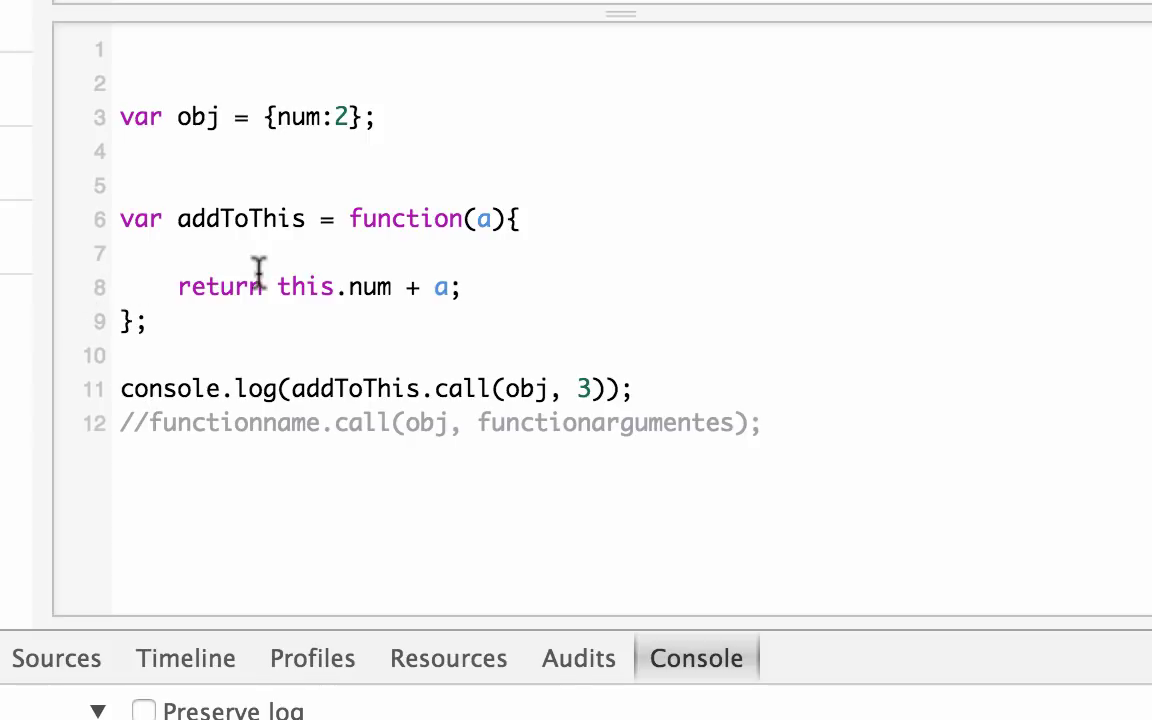 1
2
3 var obj = {num:2};
4
5
6 var addToThis = function(a){
7
8 return this.num + a;
9 };
10
11 console.log(addToThis.call(obj, 3));
12 //functionname.call(obj, functionargumentes);
Sources Timeline Profiles Resources Audits Console
Preserve log